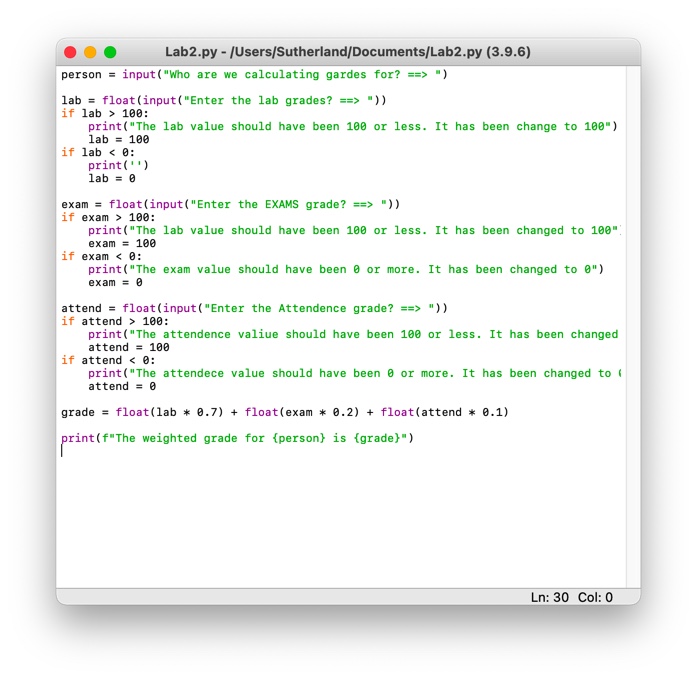 Lab2.py - /Users/Sutherland/Documents/Lab2.py (3.9.6)
person = input("Who are we calculating gardes for? ==> ")
lab = float(input("Enter the lab grades? ==> "))
if lab > 100:
    print("The lab value should have been 100 or less. It has been change to 100")
    lab = 100
if lab < 0:
    print('')
    lab = 0
exam = float(input("Enter the EXAMS grade? ==> "))
if exam > 100:
    print("The lab value should have been 100 or less. It has been changed to 100"
    exam = 100
if exam < 0:
    print("The exam value should have been 0 or more. It has been changed to 0")
    exam = 0
attend = float(input("Enter the Attendence grade? ==> "))
if attend > 100:
    print("The attendence valiue should have been 100 or less. It has been changed
    attend = 100
if attend < 0:
    print("The attendece value should have been 0 or more. It has been changed to
    attend = 0
grade = float(lab * 0.7) + float(exam * 0.2) + float(attend * 0.1)
print(f"The weighted grade for {person} is {grade}")
Ln: 30 Col: 0